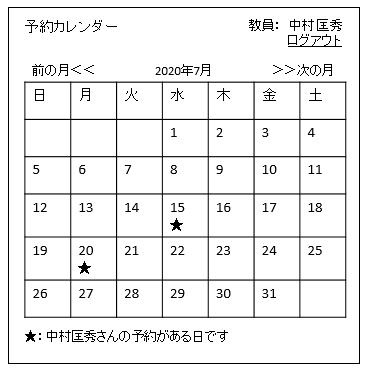 予約カレンダー 教員: 中村匡秀
ログアウト
前の月＜＜ 2020年7月 ＞＞次の月
日 月 火 水 木 金 土
1 2 3 4
5 6 7 8 9 10 11
12 13 14 15 16 17 18
★
19 20 21 22 23 24 25
★
26 27 28 29 30 31
★: 中村匡秀さんの予約がある日です